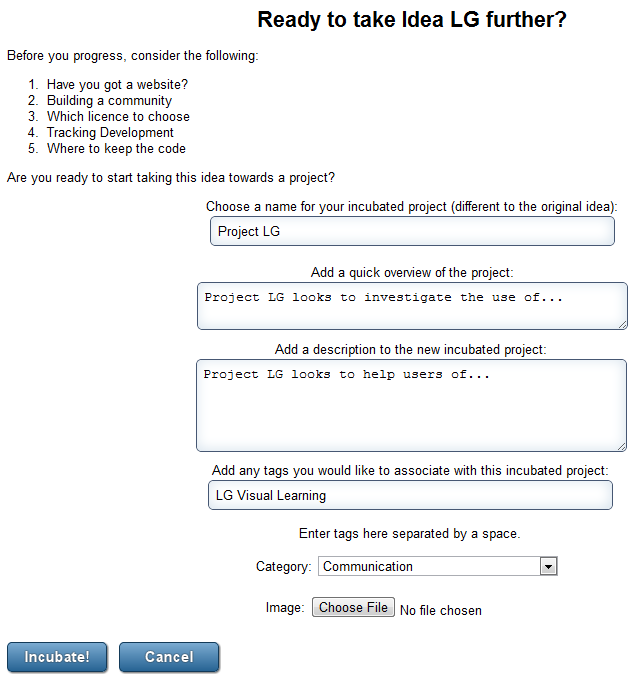 Ready to take Idea LG further?
Before you progress, consider the following:
1. Have you got a website?
2. Building a community
3. Which licence to choose
4. Tracking Development
5. Where to keep the code
Are you ready to start taking this idea towards a project?
Choose a name for your incubated project (different to the original idea):
Project LG
Add a quick overview of the project:
Project LG looks to investigate the use of...
Add a description to the new incubated project:
Project LG looks to help users of...
Add any tags you would like to associate with this incubated project:
LG Visual Learning
Enter tags here separated by a space.
Category: Communication
Image: Choose File No file chosen
Incubate! Cancel